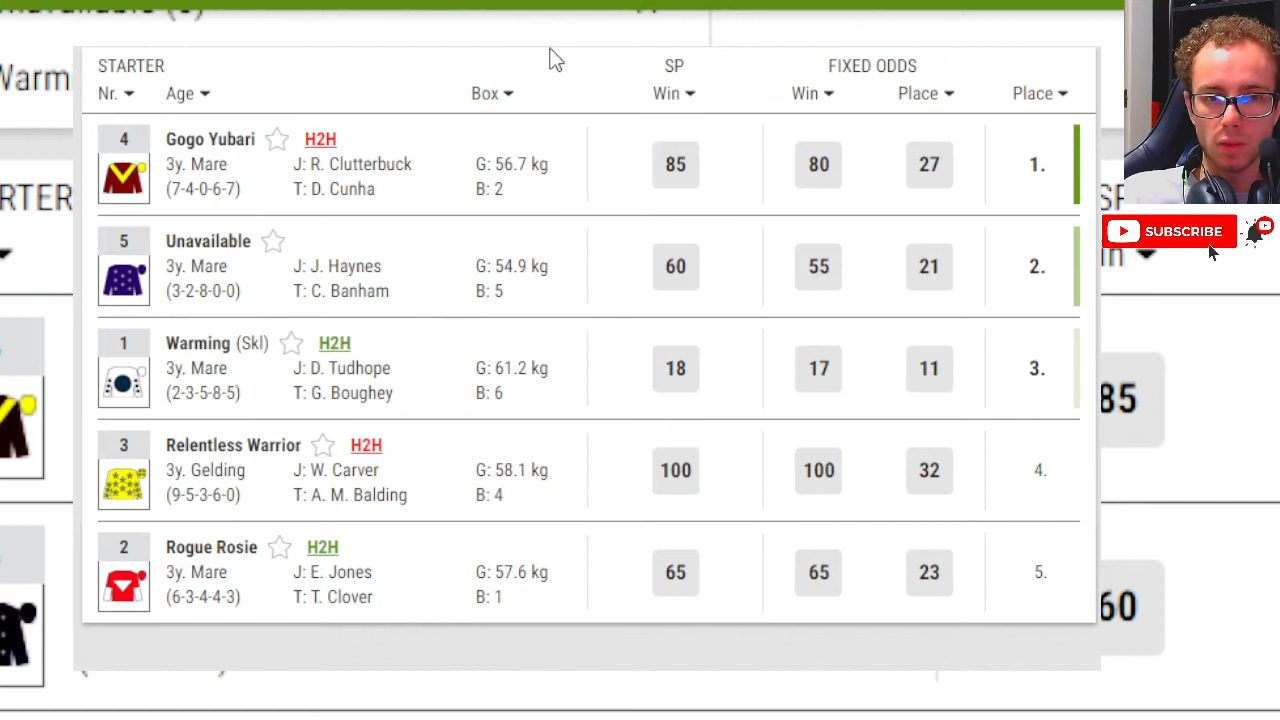 Warm
STARTER
SP
FIXED ODDS
Nr. Age Box Win Win Place Place
4 Gogo Yubari H2H
3y. Mare J: R. Clutterbuck G: 56.7 kg 85 80 27 1.
(7-4-0-6-7) T: D. Cunha B: 2
5 Unavailable
3y. Mare J: J. Haynes G: 54.9 kg 60 55 21 2.
(3-2-8-0-0) T: C. Banham B: 5
1 Warming (Skl) H2H
3y. Mare J: D. Tudhope G: 61.2 kg 18 17 11 3.
(2-3-5-8-5) T: G. Boughey B: 6
3 Relentless Warrior H2H
3y. Gelding J: W. Carver G: 58.1 kg 100 100 32 4.
(9-5-3-6-0) T: A. M. Balding B: 4
2 Rogue Rosie H2H
3y. Mare J: E. Jones G: 57.6 kg 65 65 23 5.
(6-3-4-4-3) T: T. Clover B: 1
RTER
SUBSCRIBE
85
60